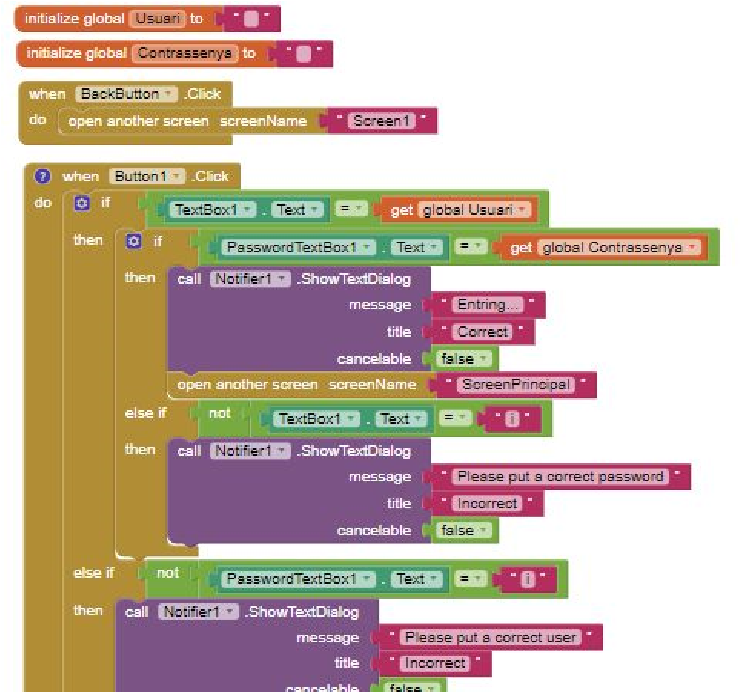 initialize global Usuari to " "
initialize global Contrassenya to " "
when BackButton .Click
do open another screen screenName " Screen1 "
? when Button1 .Click
do if TextBox1 . Text = get global Usuari
then if PasswordTextBox1 . Text = get global Contrassenya
then call Notifier1 .ShowTextDialog
message " Entring... "
title " Correct "
cancelable false
open another screen screenName " ScreenPrincipal "
else if not TextBox1 . Text = " i "
then call Notifier1 .ShowTextDialog
message " Please put a correct password "
title " Incorrect "
cancelable false
else if not PasswordTextBox1 . Text = " i "
then call Notifier1 .ShowTextDialog
message " Please put a correct user "
title " Incorrect "
cancelable false